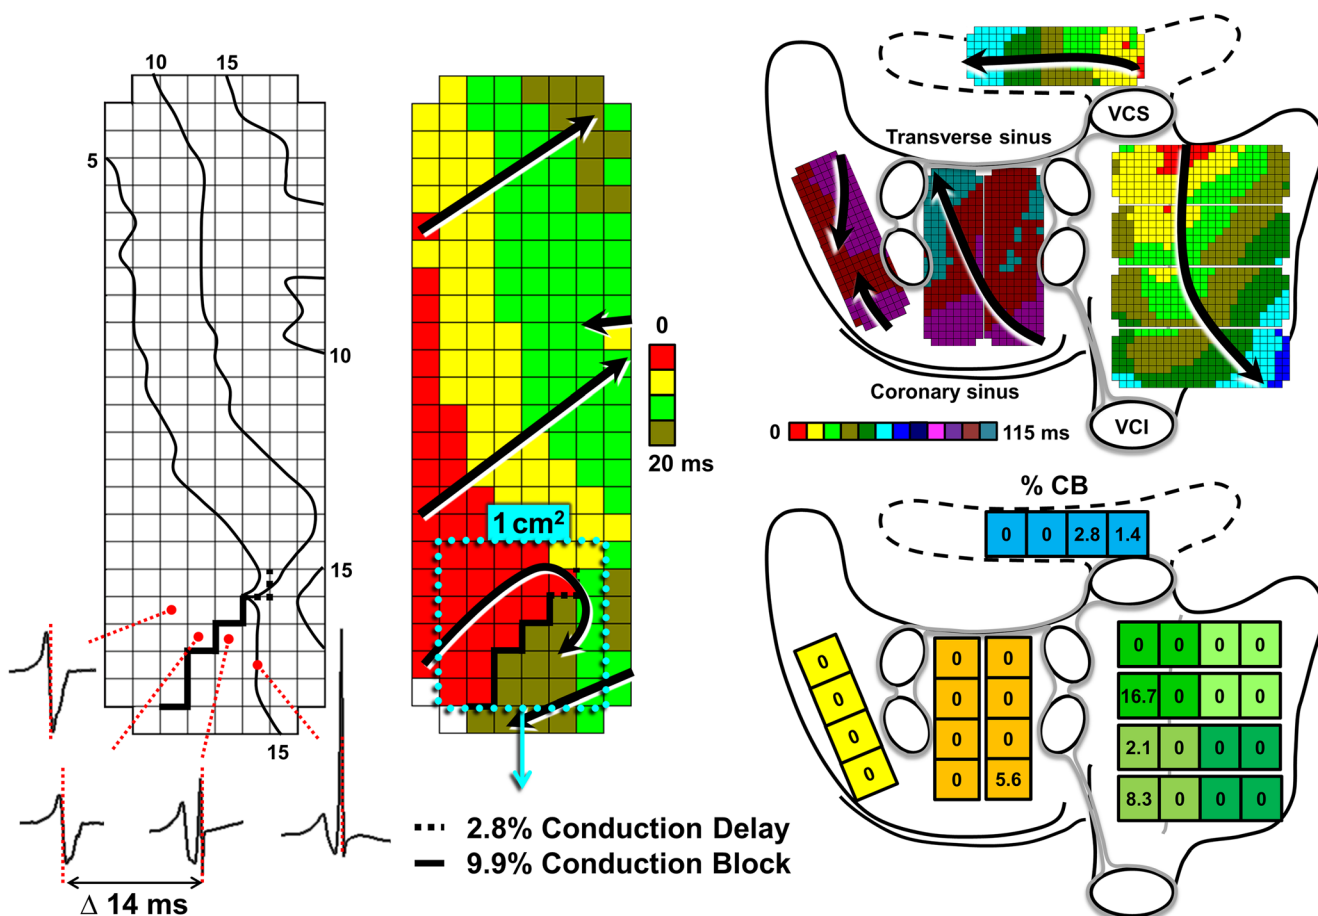 10
15
5
10
15
15
Δ 14 ms
0
20 ms
1 cm²
2.8% Conduction Delay
9.9% Conduction Block
VCS
Transverse sinus
Coronary sinus
0
115 ms
VCI
% CB
0 0 2.8 1.4
0
0
0
0
0 0
0 0
0 0
0 5.6
0 0 0 0
16.7 0 0 0
2.1 0 0 0
8.3 0 0 0